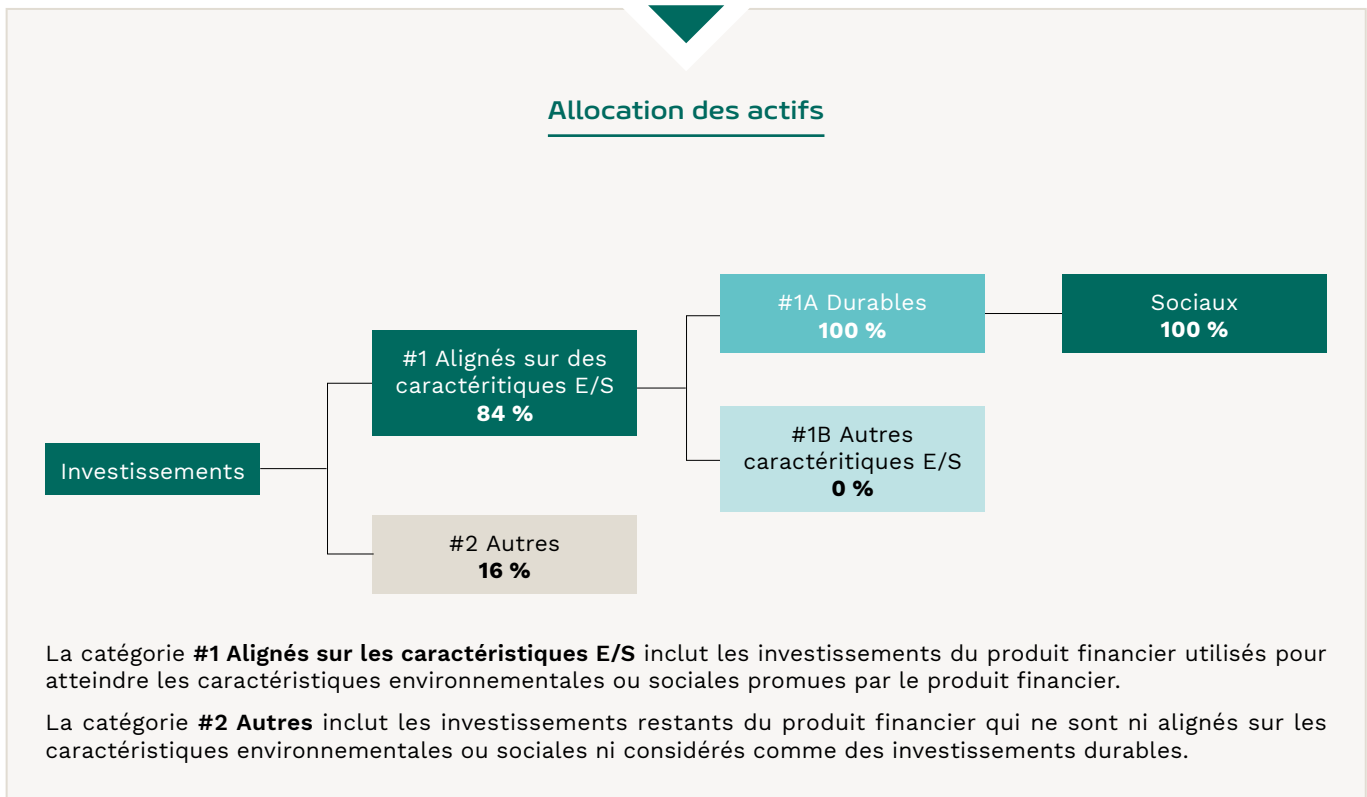 Allocation des actifs
#1A Durables
100 %
Sociaux
100 %
#1 Alignés sur des
caractéritiques E/S
84 %
#1B Autres
caractéritiques E/S
0 %
Investissements
#2 Autres
16 %
La catégorie #1 Alignés sur les caractéristiques E/S inclut les investissements du produit financier utilisés pour
atteindre les caractéristiques environnementales ou sociales promues par le produit financier.
La catégorie #2 Autres inclut les investissements restants du produit financier qui ne sont ni alignés sur les
caractéristiques environnementales ou sociales ni considérés comme des investissements durables.